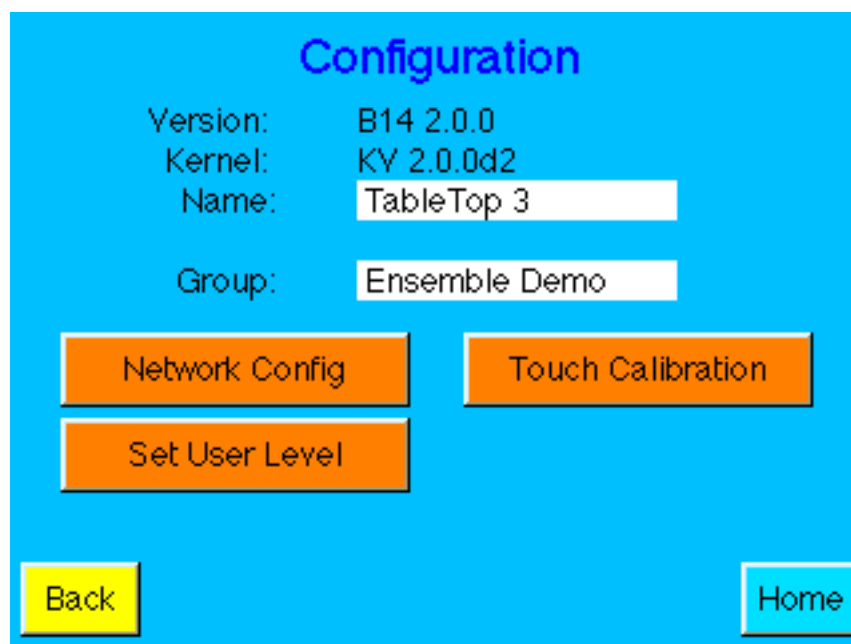 Configuration
Version: B14 2.0.0
Kernel: KV 2.0.0d2
Name: TableTop 3
Group: Ensemble Demo
Network Config Touch Calibration
Set User Level
Back Home